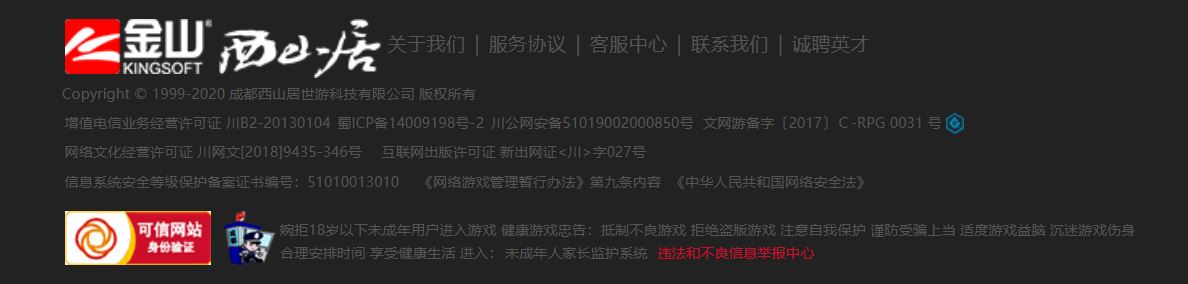 金山 KINGSOFT 西山居 关于我们 | 服务协议 | 客服中心 | 联系我们 | 诚聘英才
Copyright © 1999-2020 成都西山居世游科技有限公司 版权所有
增值电信业务经营许可证 川B2-20130104 蜀ICP备14009198号-2 川公网安备51019002000850号 文网游备字〔2017〕C-RPG 0031 号
网络文化经营许可证 川网文[2018]9435-346号 互联网出版许可证 新出网证<川>字027号
信息系统安全等级保护备案证书编号：51010013010 《网络游戏管理暂行办法》第九条内容 《中华人民共和国网络安全法》
可信网站
身份验证
婉拒18岁以下未成年用户进入游戏 健康游戏忠告：抵制不良游戏 拒绝盗版游戏 注意自我保护 谨防受骗上当 适度游戏益脑 沉迷游戏伤身
合理安排时间 享受健康生活 进入： 未成年人家长监护系统 违法和不良信息举报中心